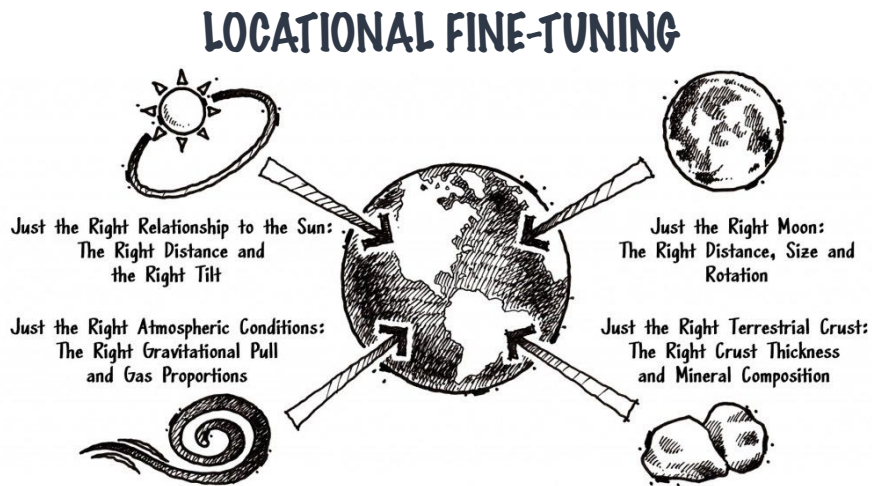 LOCATIONAL FINE-TUNING
Just the Right Relationship to the Sun:
The Right Distance and
the Right Tilt
Just the Right Moon:
The Right Distance, Size and
Rotation
Just the Right Atmospheric Conditions:
The Right Gravitational Pull
and Gas Proportions
Just the Right Terrestrial Crust:
The Right Crust Thickness
and Mineral Composition